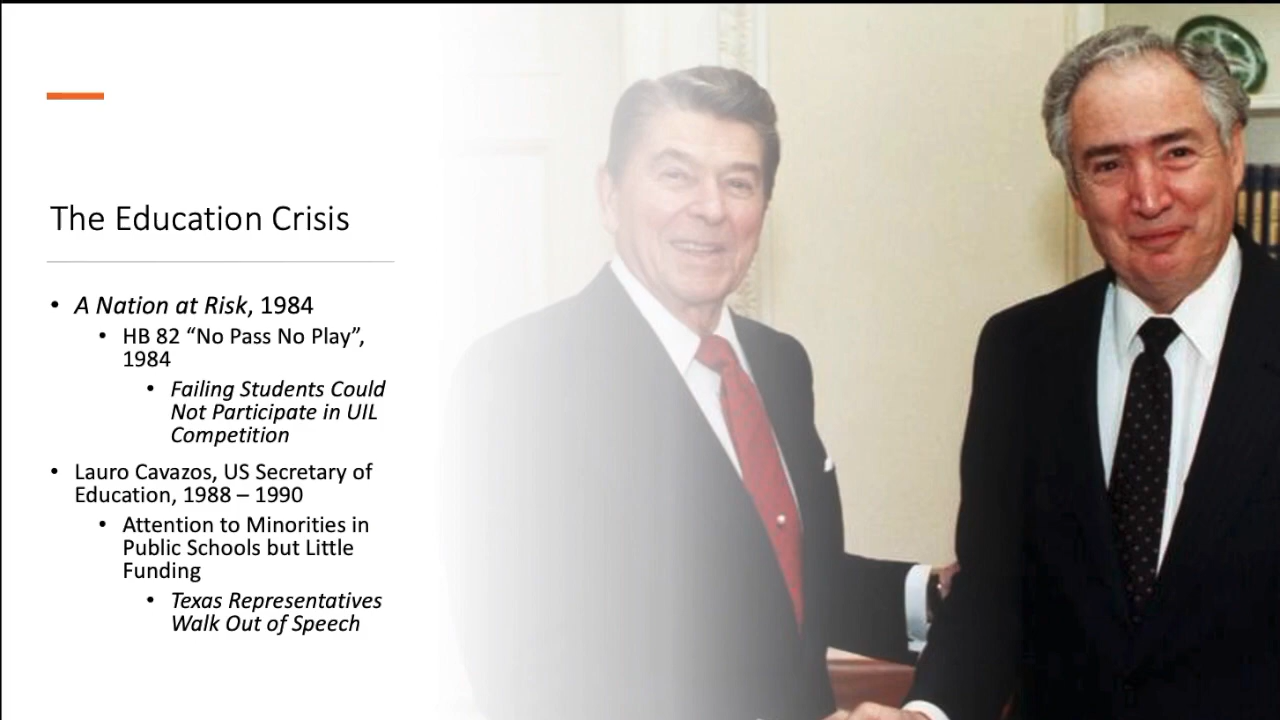 The Education Crisis
• A Nation at Risk, 1984
• HB 82 “No Pass No Play”,
1984
• Failing Students Could
Not Participate in UIL
Competition
• Lauro Cavazos, US Secretary of
Education, 1988 – 1990
• Attention to Minorities in
Public Schools but Little
Funding
• Texas Representatives
Walk Out of Speech